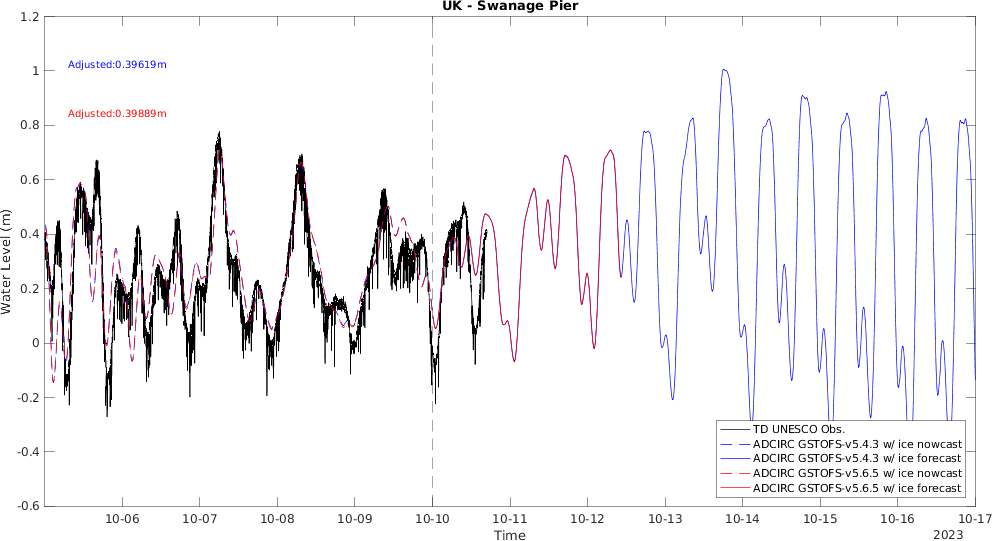 UK - Swanage Pier
1.2
1
0.8
0.6
0.4
0.2
0
-0.2
-0.4
-0.6
Water Level (m)
Adjusted:0.39619m
Adjusted:0.39889m
TD UNESCO Obs.
ADCIRC GSTOFS-v5.4.3 w/ ice nowcast
ADCIRC GSTOFS-v5.4.3 w/ ice forecast
ADCIRC GSTOFS-v5.6.5 w/ ice nowcast
ADCIRC GSTOFS-v5.6.5 w/ ice forecast
10-06 10-07 10-08 10-09 10-10 10-11 10-12 10-13 10-14 10-15 10-16 10-17
Time
2023